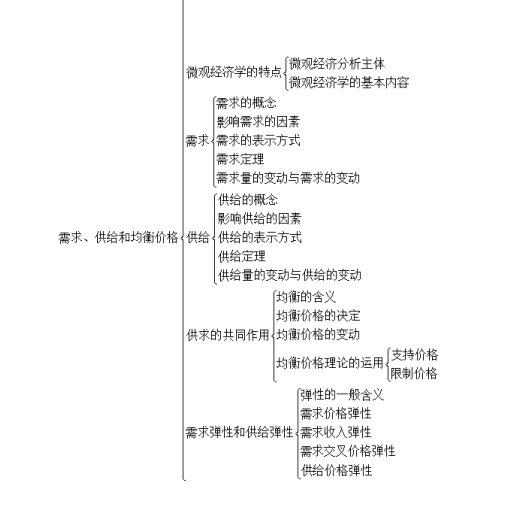 微观经济学的特点
微观经济分析主体
微观经济学的基本内容
需求
需求的概念
影响需求的因素
需求的表示方式
需求定理
需求量的变动与需求的变动
需求、供给和均衡价格
供给
供给的概念
影响供给的因素
供给的表示方式
供给定理
供给量的变动与供给的变动
供求的共同作用
均衡的含义
均衡价格的决定
均衡价格的变动
均衡价格理论的运用
支持价格
限制价格
需求弹性和供给弹性
弹性的一般含义
需求价格弹性
需求收入弹性
需求交叉价格弹性
供给价格弹性